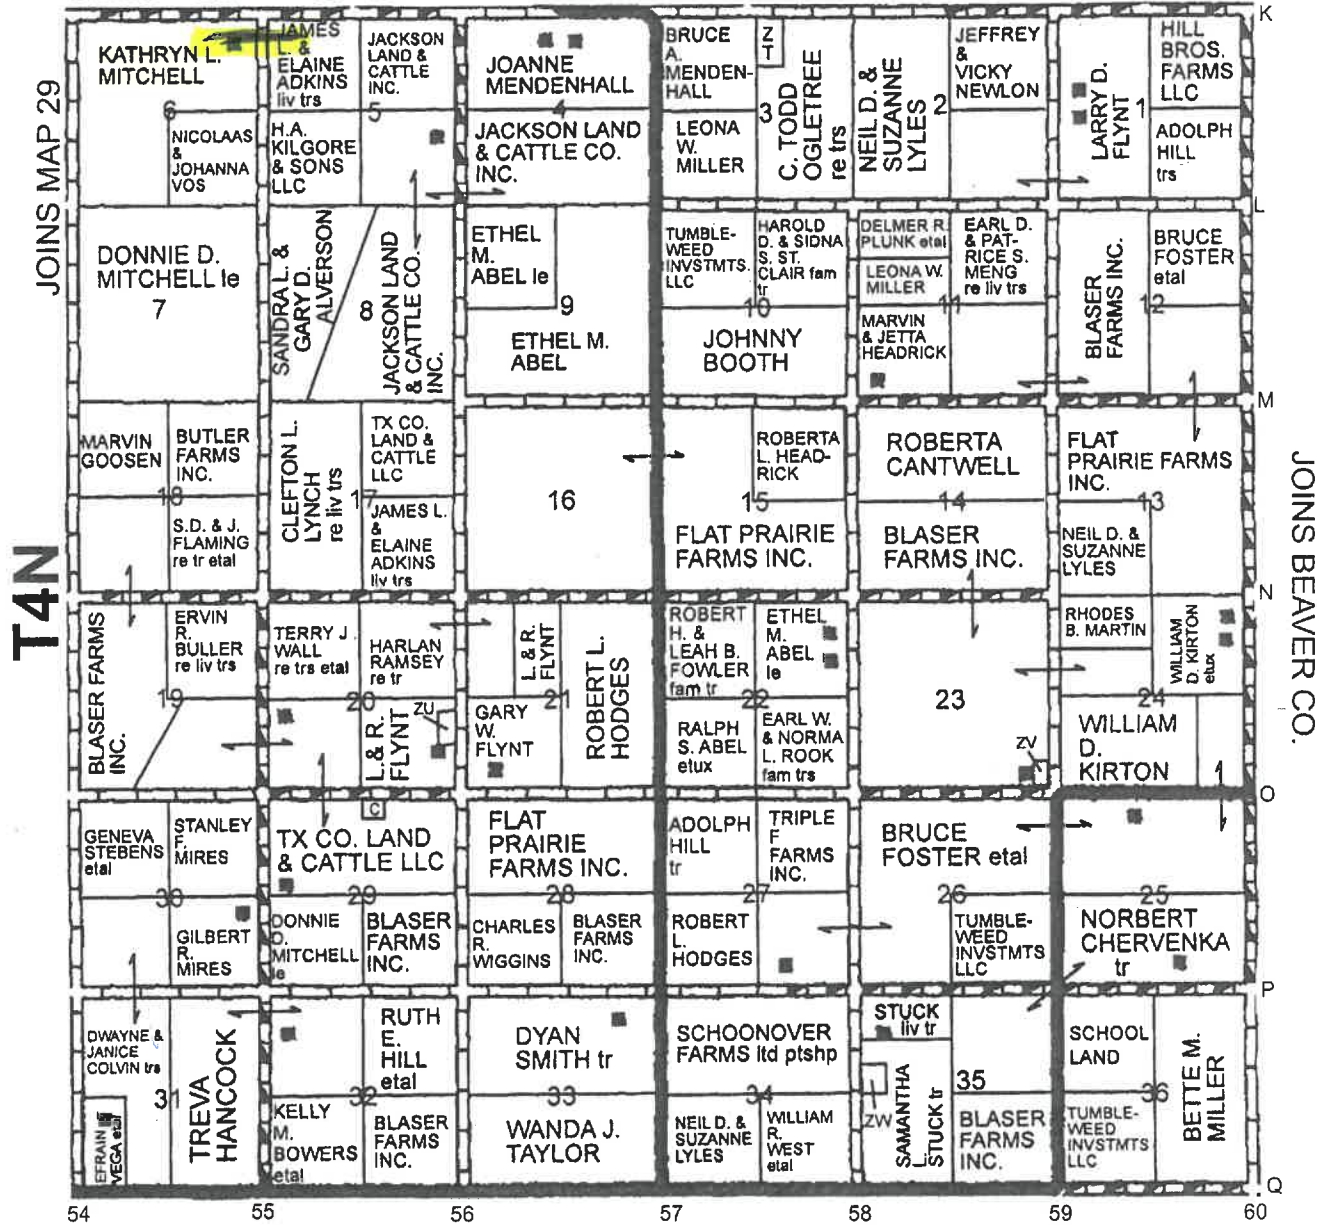 K
JOINS MAP 29
T4N
JOINS BEAVER CO.
KATHRYN L.
MITCHELL
6
NICOLAAS
&
JOHANNA
VOS
JAMES
L. &
ELAINE
ADKINS
liv trs
JACKSON
LAND &
CATTLE
INC.
5
H.A.
KILGORE
& SONS
LLC
JOANNE
MENDENHALL
4
JACKSON LAND
& CATTLE CO.
INC.
BRUCE
A.
MENDEN-
HALL
Z
T
3
LEONA
W.
MILLER
C. TODD
OGLETREE
re trs
NEIL D. &
SUZANNE
LYLES
2
JEFFREY
&
VICKY
NEWLON
LARRY D.
FLYNT
1
HILL
BROS.
FARMS
LLC
ADOLPH
HILL
trs
L
DONNIE D.
MITCHELL le
7
SANDRA L. &
GARY D.
ALVERSON
8
JACKSON LAND
& CATTLE CO.
INC.
ETHEL
M.
ABEL le
9
ETHEL M.
ABEL
TUMBLE-
WEED
INVSTMTS.
LLC
HAROLD
D. & SIDNA
S. ST.
CLAIR fam
tr
10
JOHNNY
BOOTH
DELMER R.
PLUNK etal
LEONA W.
MILLER
EARL D.
& PAT-
RICE S.
MENG
re liv trs
11
MARVIN
& JETTA
HEADRICK
BLASER
FARMS INC.
12
BRUCE
FOSTER
etal
M
MARVIN
GOOSEN
BUTLER
FARMS
INC.
18
S.D. & J.
FLAMING
re tr etal
CLEFTON L.
LYNCH
re liv trs
TX CO.
LAND &
CATTLE
LLC
17
JAMES L.
&
ELAINE
ADKINS
liv trs
16
ROBERTA
L. HEAD-
RICK
15
FLAT PRAIRIE
FARMS INC.
ROBERTA
CANTWELL
14
BLASER
FARMS INC.
FLAT
PRAIRIE FARMS
INC.
13
NEIL D. &
SUZANNE
LYLES
N
BLASER FARMS
INC.
ERVIN
R.
BULLER
re liv trs
19
TERRY J.
WALL
re trs etal
HARLAN
RAMSEY
re tr
20
L. & R.
FLYNT
ZU
L. & R.
FLYNT
21
GARY
W.
FLYNT
ROBERT L.
HODGES
ROBERT
H. &
LEAH B.
FOWLER
fam tr
ETHEL
M.
ABEL
le
22
RALPH
S. ABEL
etux
EARL W.
& NORMA
L. ROOK
fam trs
23
ZV
RHODES
B. MARTIN
WILLIAM
D. KIRTON
etux
24
WILLIAM
D.
KIRTON
O
GENEVA
STEBENS
etal
STANLEY
F.
MIRES
30
GILBERT
R.
MIRES
C
TX CO. LAND
& CATTLE LLC
29
DONNIE
D.
MITCHELL
le
BLASER
FARMS
INC.
FLAT
PRAIRIE
FARMS INC.
28
CHARLES
R.
WIGGINS
BLASER
FARMS
INC.
ADOLPH
HILL
tr
TRIPLE
F
FARMS
INC.
27
ROBERT
L.
HODGES
BRUCE
FOSTER etal
26
TUMBLE-
WEED
INVSTMTS
LLC
25
NORBERT
CHERVENKA
tr
P
DWAYNE &
JANICE
COLVIN trs
31
EFRAIN
VEGA etal
TREVA
HANCOCK
RUTH
E.
HILL
etal
32
KELLY
M.
BOWERS
etal
BLASER
FARMS
INC.
DYAN
SMITH tr
33
WANDA J.
TAYLOR
SCHOONOVER
FARMS ltd ptshp
34
NEIL D. &
SUZANNE
LYLES
WILLIAM
R.
WEST
etal
STUCK
liv tr
ZW
SAMANTHA
L.
STUCK tr
35
BLASER
FARMS
INC.
SCHOOL
LAND
36
TUMBLE-
WEED
INVSTMTS
LLC
BETTE M.
MILLER
Q
54 55 56 57 58 59 60